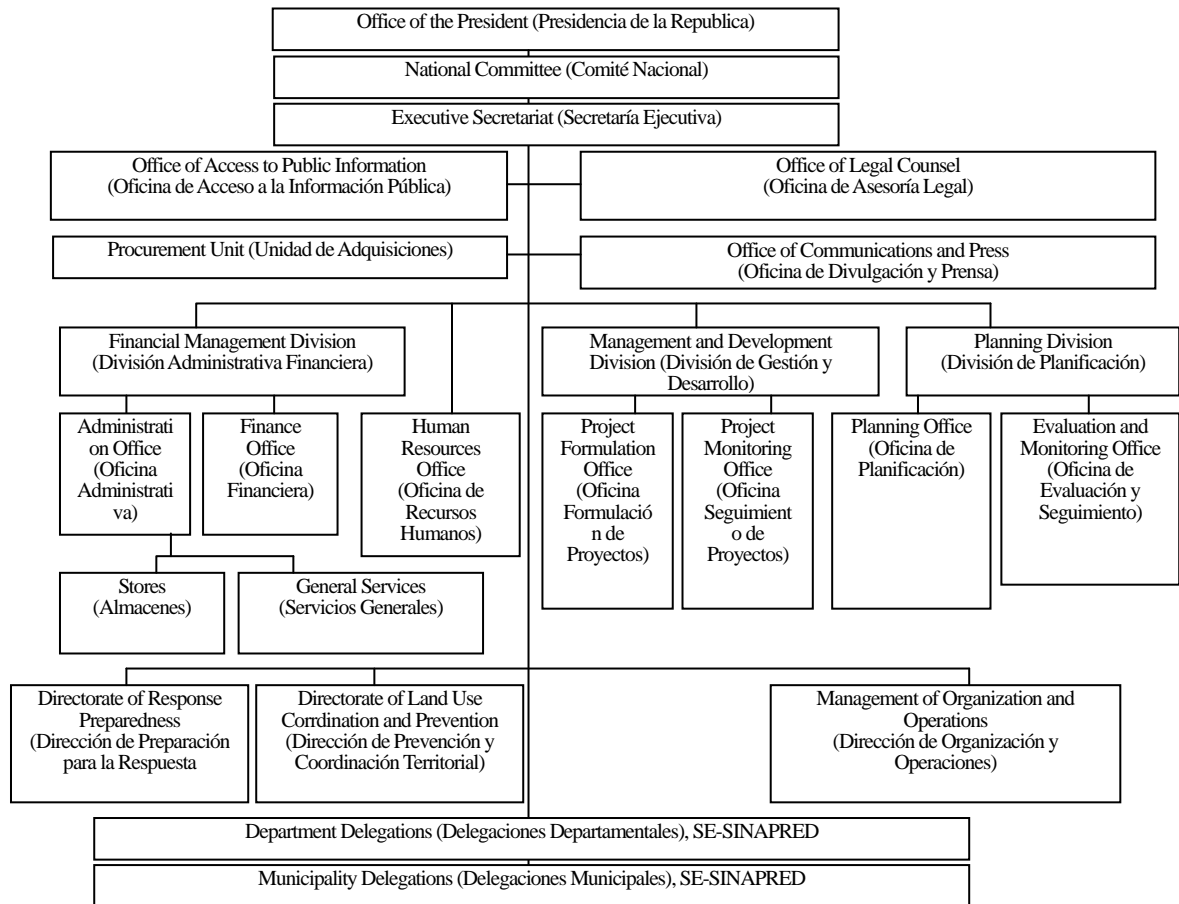 Office of the President (Presidencia de la Republica)
National Committee (Comité Nacional)
Executive Secretariat (Secretaría Ejecutiva)
Office of Access to Public Information
(Oficina de Acceso a la Información Pública)
Office of Legal Counsel
(Oficina de Asesoría Legal)
Procurement Unit (Unidad de Adquisiciones)
Office of Communications and Press
(Oficina de Divulgación y Prensa)
Financial Management Division
(División Administrativa Financiera)
Management and Development
Division (División de Gestión y
Desarrollo)
Planning Division
(División de Planificación)
Administrati
on Office
(Oficina
Administrati
va)
Finance
Office
(Oficina
Financiera)
Human
Resources
Office
(Oficina de
Recursos
Humanos)
Project
Formulation
Office
(Oficina
Formulació
n de
Proyectos)
Project
Monitoring
Office
(Oficina
Seguimient
o de
Proyectos)
Planning Office
(Oficina de
Planificación)
Evaluation and
Monitoring Office
(Oficina de
Evaluación y
Seguimiento)
Stores
(Almacenes)
General Services
(Servicios Generales)
Directorate of Response
Preparedness
(Dirección de Preparación
para la Respuesta
Directorate of Land Use
Corrdination and Prevention
(Dirección de Prevención y
Coordinación Territorial)
Management of Organization and
Operations
(Dirección de Organización y
Operaciones)
Department Delegations (Delegaciones Departamentales), SE-SINAPRED
Municipality Delegations (Delegaciones Municipales), SE-SINAPRED